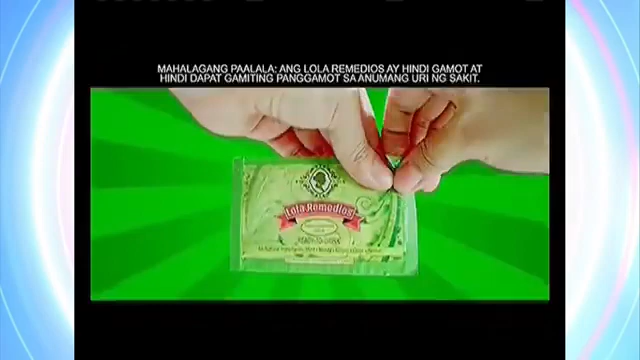 MAHALAGANG PAALALA: ANG LOLA REMEDIOS AY HINDI GAMOT AT
HINDI DAPAT GAMITING PANGGAMOT SA ANUMANG URI NG SAKIT.
Lola Remedios
READY-TO-DRINK